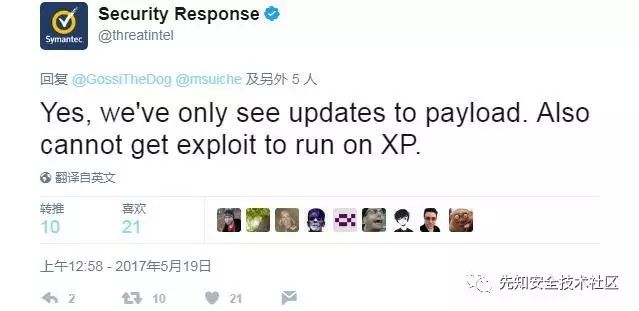 Symantec
Security Response
@threatintel
回复 @GossiTheDog @msuiche 及另外 5 人
Yes, we've only see updates to payload. Also
cannot get exploit to run on XP.
翻译自英文
转推 喜欢
10 21
上午12:58 - 2017年5月19日
2 10 21
先知安全技术社区